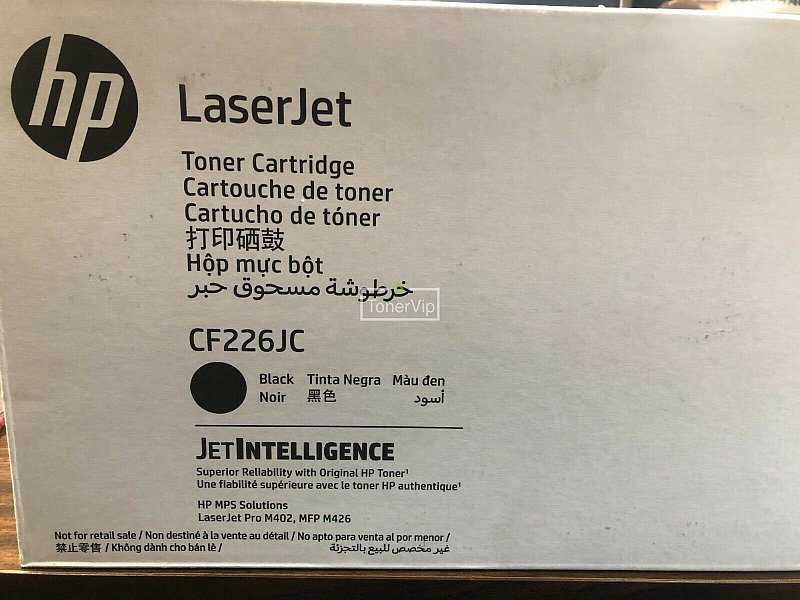 hp
LaserJet
Toner Cartridge
Cartouche de toner
Cartucho de tóner
打印硒鼓
Hộp mực bột
خرطوشة مسحوق حبر
TonerVip
CF226JC
Black Tinta Negra Màu đen
Noir 黑色 أسود
JETINTELLIGENCE
Superior Reliability with Original HP Toner¹
Une fiabilité supérieure avec le toner HP authentique¹
HP MPS Solutions
LaserJet Pro M402, MFP M426
Not for retail sale / Non destiné à la vente au détail / No apto para venta al por menor /
禁止零售 / Không dành cho bán lẻ / غير مخصص للبيع بالتجزئة